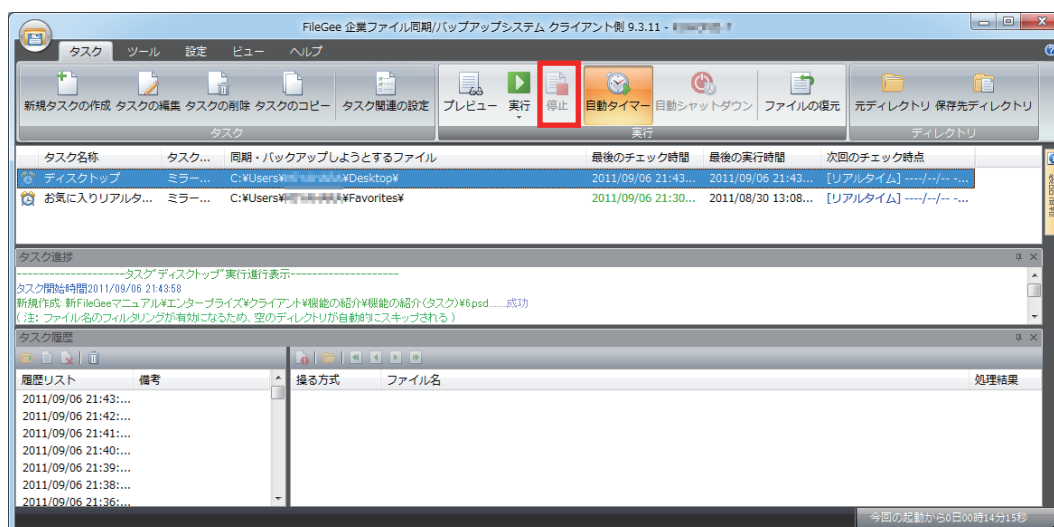 FileGee 企業ファイル同期/バップアップシステム クライアント側 9.3.11 -
タスク ツール 設定 ビュー ヘルプ
新規タスクの作成 タスクの編集 タスクの削除 タスクのコピー タスク関連の設定 プレビュー 実行 停止 自動タイマー 自動シャットダウン ファイルの復元 元ディレクトリ 保存先ディレクトリ
タスク 実行 ディレクトリ
タスク名称 タスク... 同期・バックアップしようとするファイル 最後のチェック時間 最後の実行時間 次回のチェック時点
ディスクトップ ミラー... C:¥Users¥ ¥Desktop¥ 2011/09/06 21:43... 2011/09/06 21:43... [リアルタイム] ----/--/-- -...
お気に入りリアルタ... ミラー... C:¥Users¥ ¥Favorites¥ 2011/09/06 21:30... 2011/08/30 13:08... [リアルタイム] ----/--/-- -...
タスク進捗
--------------------タスク"ディスクトップ"実行進行表示--------------------
タスク開始時間2011/09/06 21:43:58
新規作成: 新FileGeeマニュアル¥エンタープライズ¥クライアント¥機能の紹介¥機能の紹介(タスク)¥6.psd......成功
(注: ファイル名のフィルタリングが有効になるため、空のディレクトリが自動的にスキップされる)
タスク履歴
履歴リスト 備考 操る方式 ファイル名 処理結果
2011/09/06 21:43:...
2011/09/06 21:42:...
2011/09/06 21:41:...
2011/09/06 21:40:...
2011/09/06 21:39:...
2011/09/06 21:38:...
2011/09/06 21:36:...
今回の起動から0日00時14分15秒